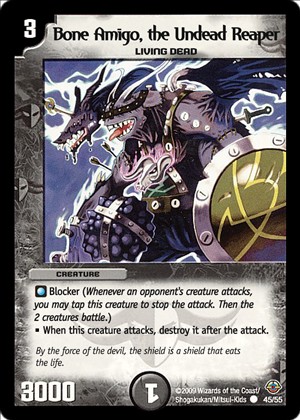 3
Bone Amigo, the Undead Reaper
LIVING DEAD
CREATURE
Blocker (Whenever an opponent's creature attacks,
you may tap this creature to stop the attack. Then the
2 creatures battle.)
▪ When this creature attacks, destroy it after the attack.
By the force of the devil, the shield is a shield that eats
the life.
3000
1
©2009 Wizards of the Coast/
Shogakukan/Mitsui-Kids
45/55